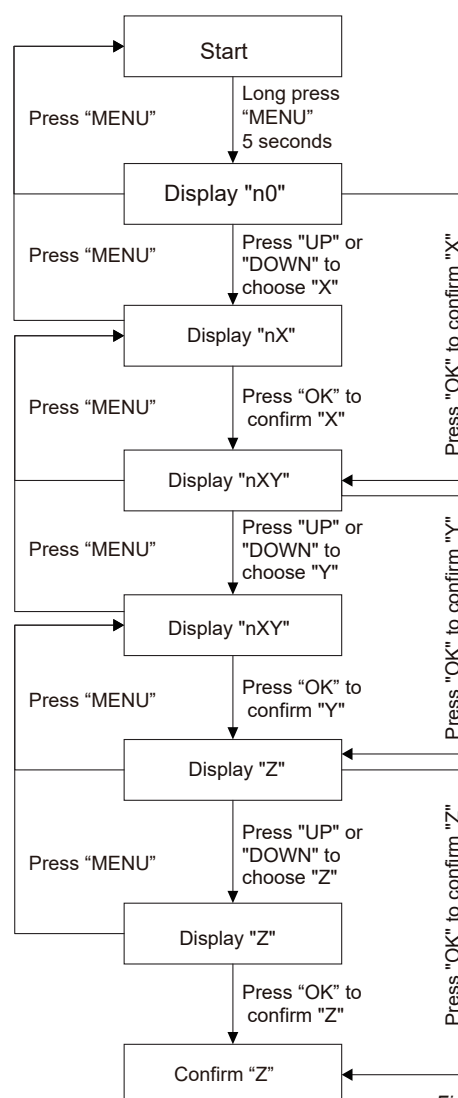 Start
Long press
“MENU”
5 seconds
Press “MENU”
Display "n0"
Press "UP" or
"DOWN" to
choose "X"
Press “MENU”
Press "OK" to confirm "X"
Display "nX"
Press “OK” to
confirm "X"
Press “MENU”
Display "nXY"
Press "UP" or
"DOWN" to
choose "Y"
Press “MENU”
Press "OK" to confirm "Y"
Display "nXY"
Press “OK” to
confirm "Y"
Press “MENU”
Display "Z"
Press "UP" or
"DOWN" to
choose "Z"
Press “MENU”
Press "OK" to confirm "Z"
Display "Z"
Press “OK” to
confirm "Z"
Confirm “Z”